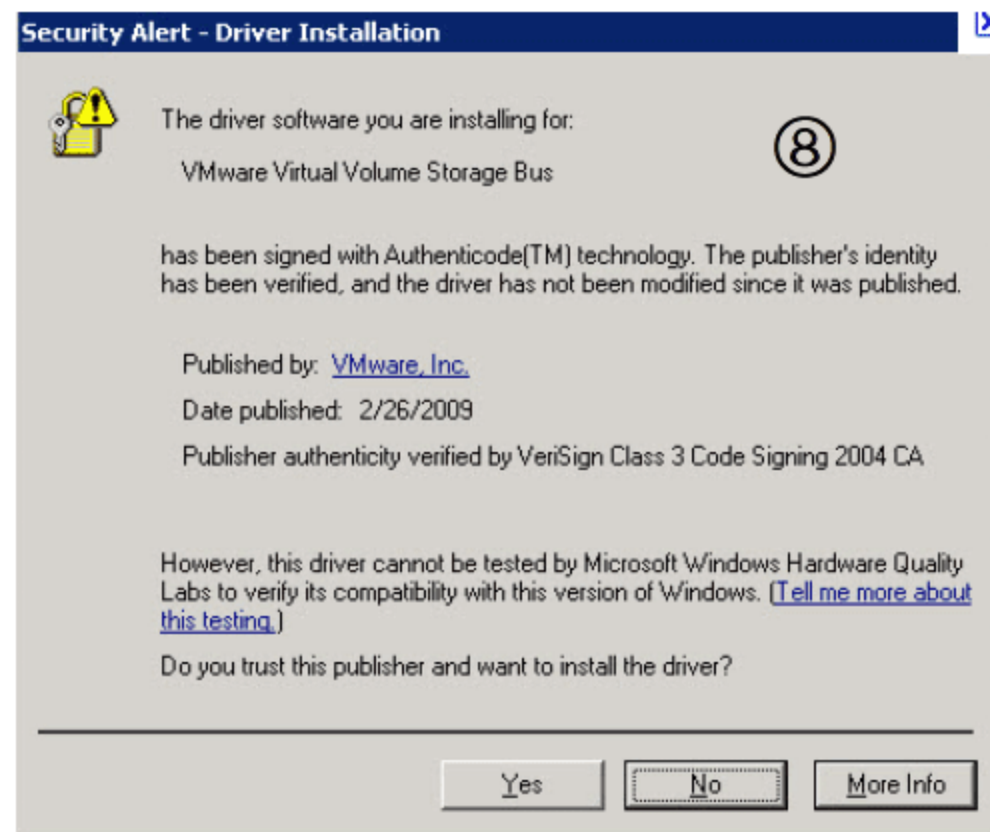 Security Alert - Driver Installation
The driver software you are installing for:
⑧
VMware Virtual Volume Storage Bus
has been signed with Authenticode(TM) technology. The publisher's identity
has been verified, and the driver has not been modified since it was published.
Published by: VMware, Inc.
Date published: 2/26/2009
Publisher authenticity verified by VeriSign Class 3 Code Signing 2004 CA
However, this driver cannot be tested by Microsoft Windows Hardware Quality
Labs to verify its compatibility with this version of Windows. (Tell me more about
this testing.)
Do you trust this publisher and want to install the driver?
Yes No More Info